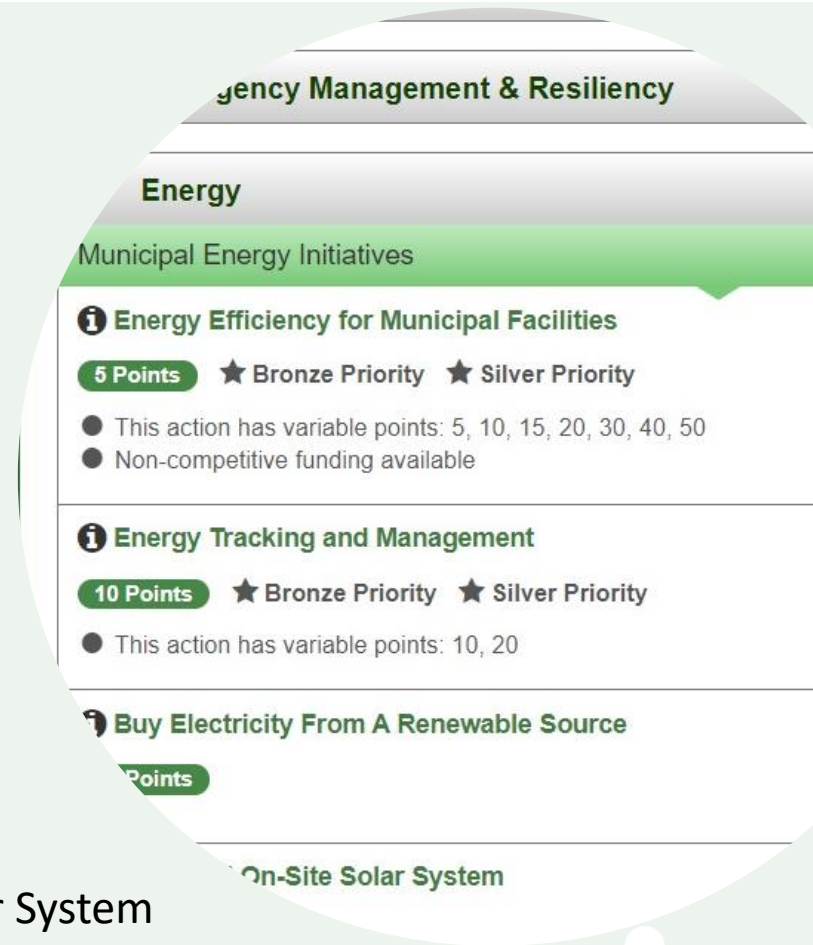 Management & Resiliency
Energy
Municipal Energy Initiatives
Energy Efficiency for Municipal Facilities
5 Points ★ Bronze Priority ★ Silver Priority
● This action has variable points: 5, 10, 15, 20, 30, 40, 50
● Non-competitive funding available
Energy Tracking and Management
10 Points ★ Bronze Priority ★ Silver Priority
● This action has variable points: 10, 20
Buy Electricity From A Renewable Source
Points
On-Site Solar System
System